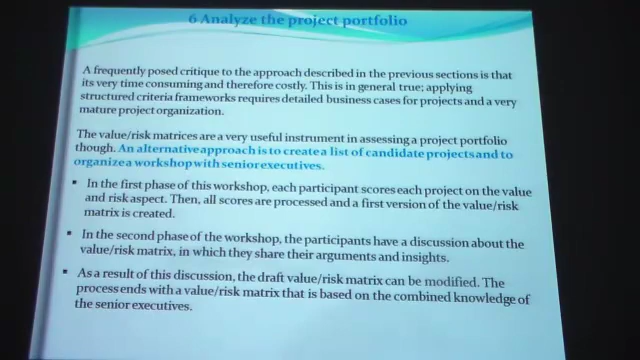 6 Analyze the project portfolio
A frequently posed critique to the approach described in the previous sections is that
its very time consuming and therefore costly. This is in general true; applying
structured criteria frameworks requires detailed business cases for projects and a very
mature project organization.
The value/risk matrices are a very useful instrument in assessing a project portfolio
though. An alternative approach is to create a list of candidate projects and to
organize a workshop with senior executives.
▪ In the first phase of this workshop, each participant scores each project on the value
and risk aspect. Then, all scores are processed and a first version of the value/risk
matrix is created.
▪ In the second phase of the workshop, the participants have a discussion about the
value/risk matrix, in which they share their arguments and insights.
▪ As a result of this discussion, the draft value/risk matrix can be modified. The
process ends with a value/risk matrix that is based on the combined knowledge of
the senior executives.